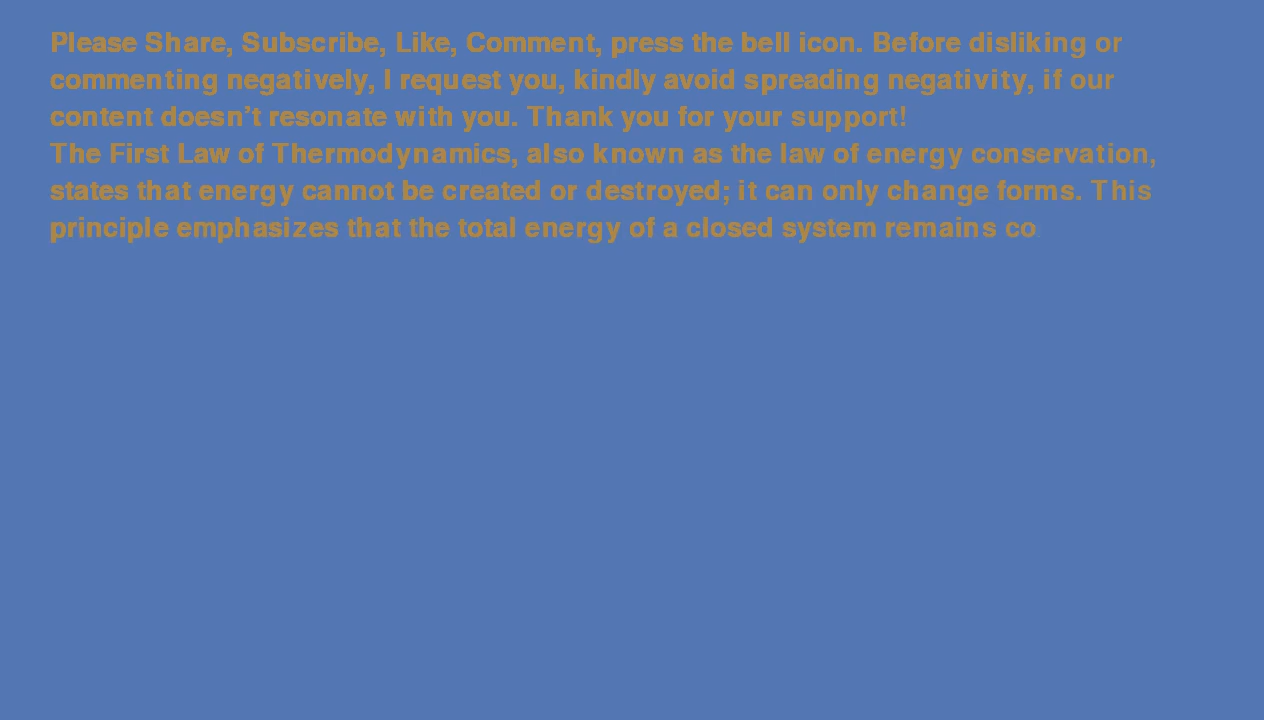 Please Share, Subscribe, Like, Comment, press the bell icon. Before disliking or
commenting negatively, I request you, kindly avoid spreading negativity, if our
content doesn’t resonate with you. Thank you for your support!
The First Law of Thermodynamics, also known as the law of energy conservation,
states that energy cannot be created or destroyed; it can only change forms. This
principle emphasizes that the total energy of a closed system remains co